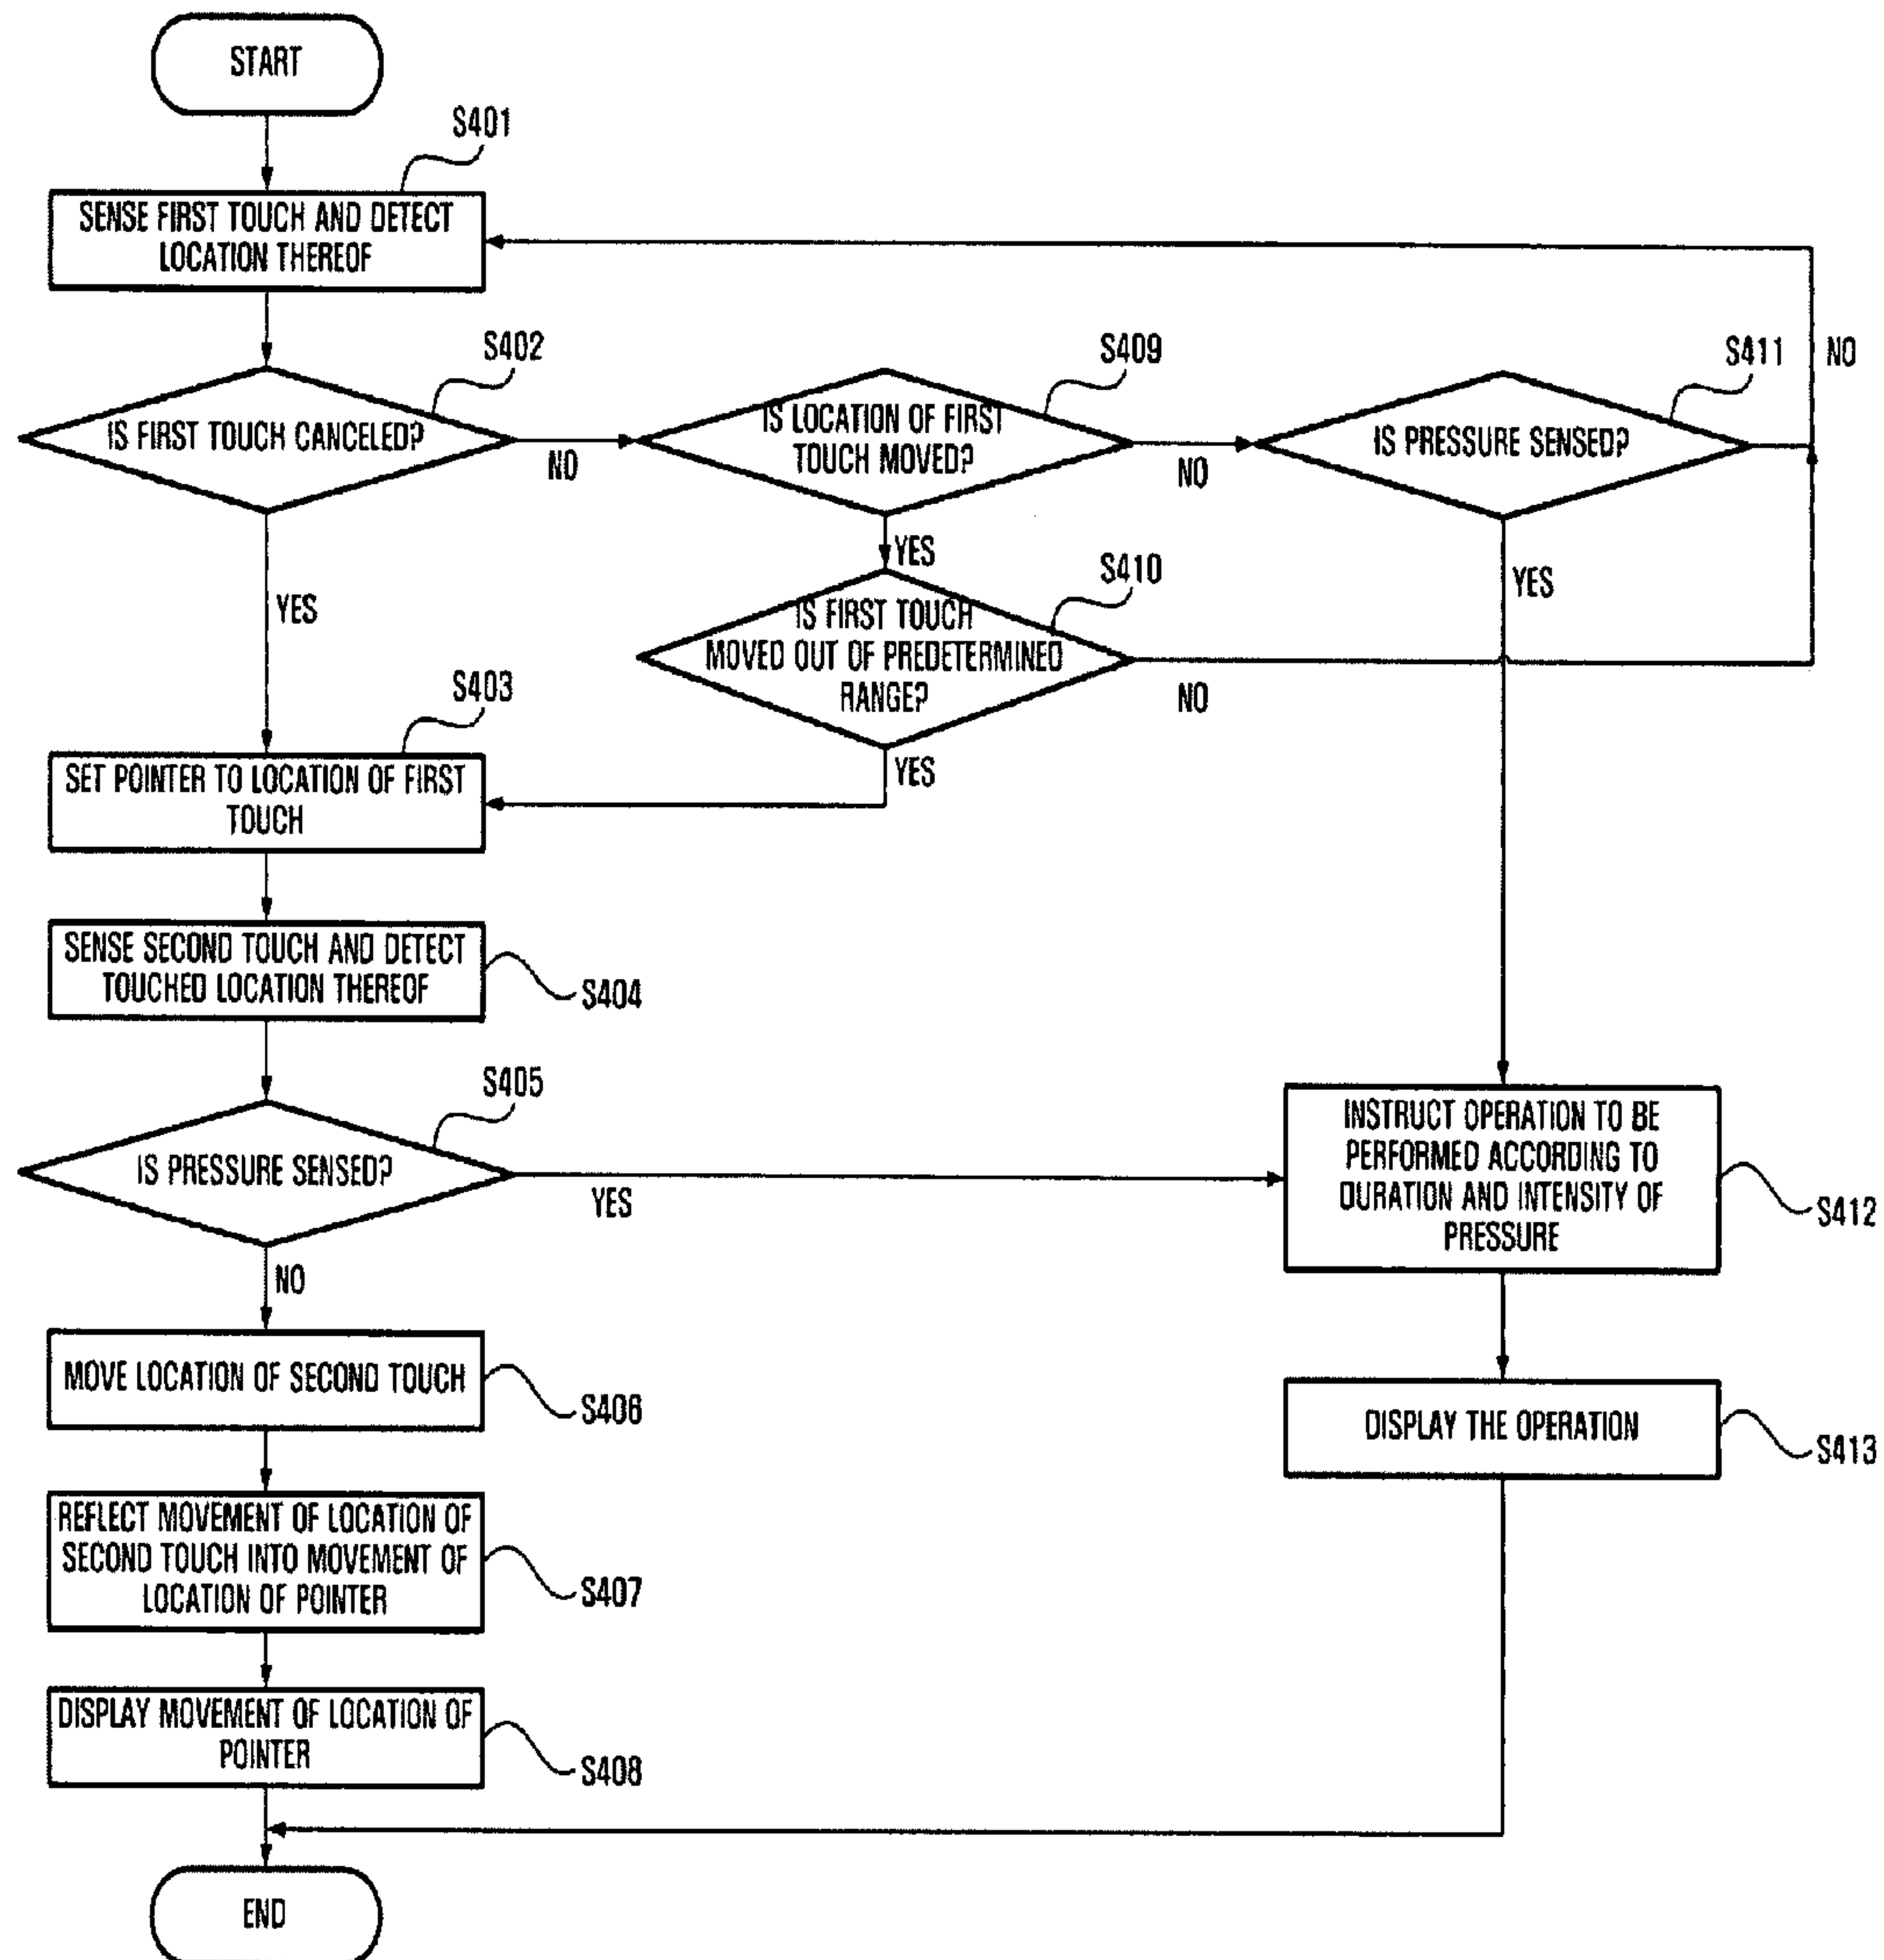 START
S401
SENSE FIRST TOUCH AND DETECT
LOCATION THEREOF
S402
IS FIRST TOUCH CANCELED?
NO
YES
S409
IS LOCATION OF FIRST
TOUCH MOVED?
NO
YES
S411
IS PRESSURE SENSED?
NO
YES
S410
IS FIRST TOUCH
MOVED OUT OF PREDETERMINED
RANGE?
NO
YES
S403
SET POINTER TO LOCATION OF FIRST
TOUCH
SENSE SECOND TOUCH AND DETECT
TOUCHED LOCATION THEREOF
S404
S405
IS PRESSURE SENSED?
YES
NO
INSTRUCT OPERATION TO BE
PERFORMED ACCORDING TO
DURATION AND INTENSITY OF
PRESSURE
S412
MOVE LOCATION OF SECOND TOUCH
S406
DISPLAY THE OPERATION
S413
REFLECT MOVEMENT OF LOCATION OF
SECOND TOUCH INTO MOVEMENT OF
LOCATION OF POINTER
S407
DISPLAY MOVEMENT OF LOCATION OF
POINTER
S408
END